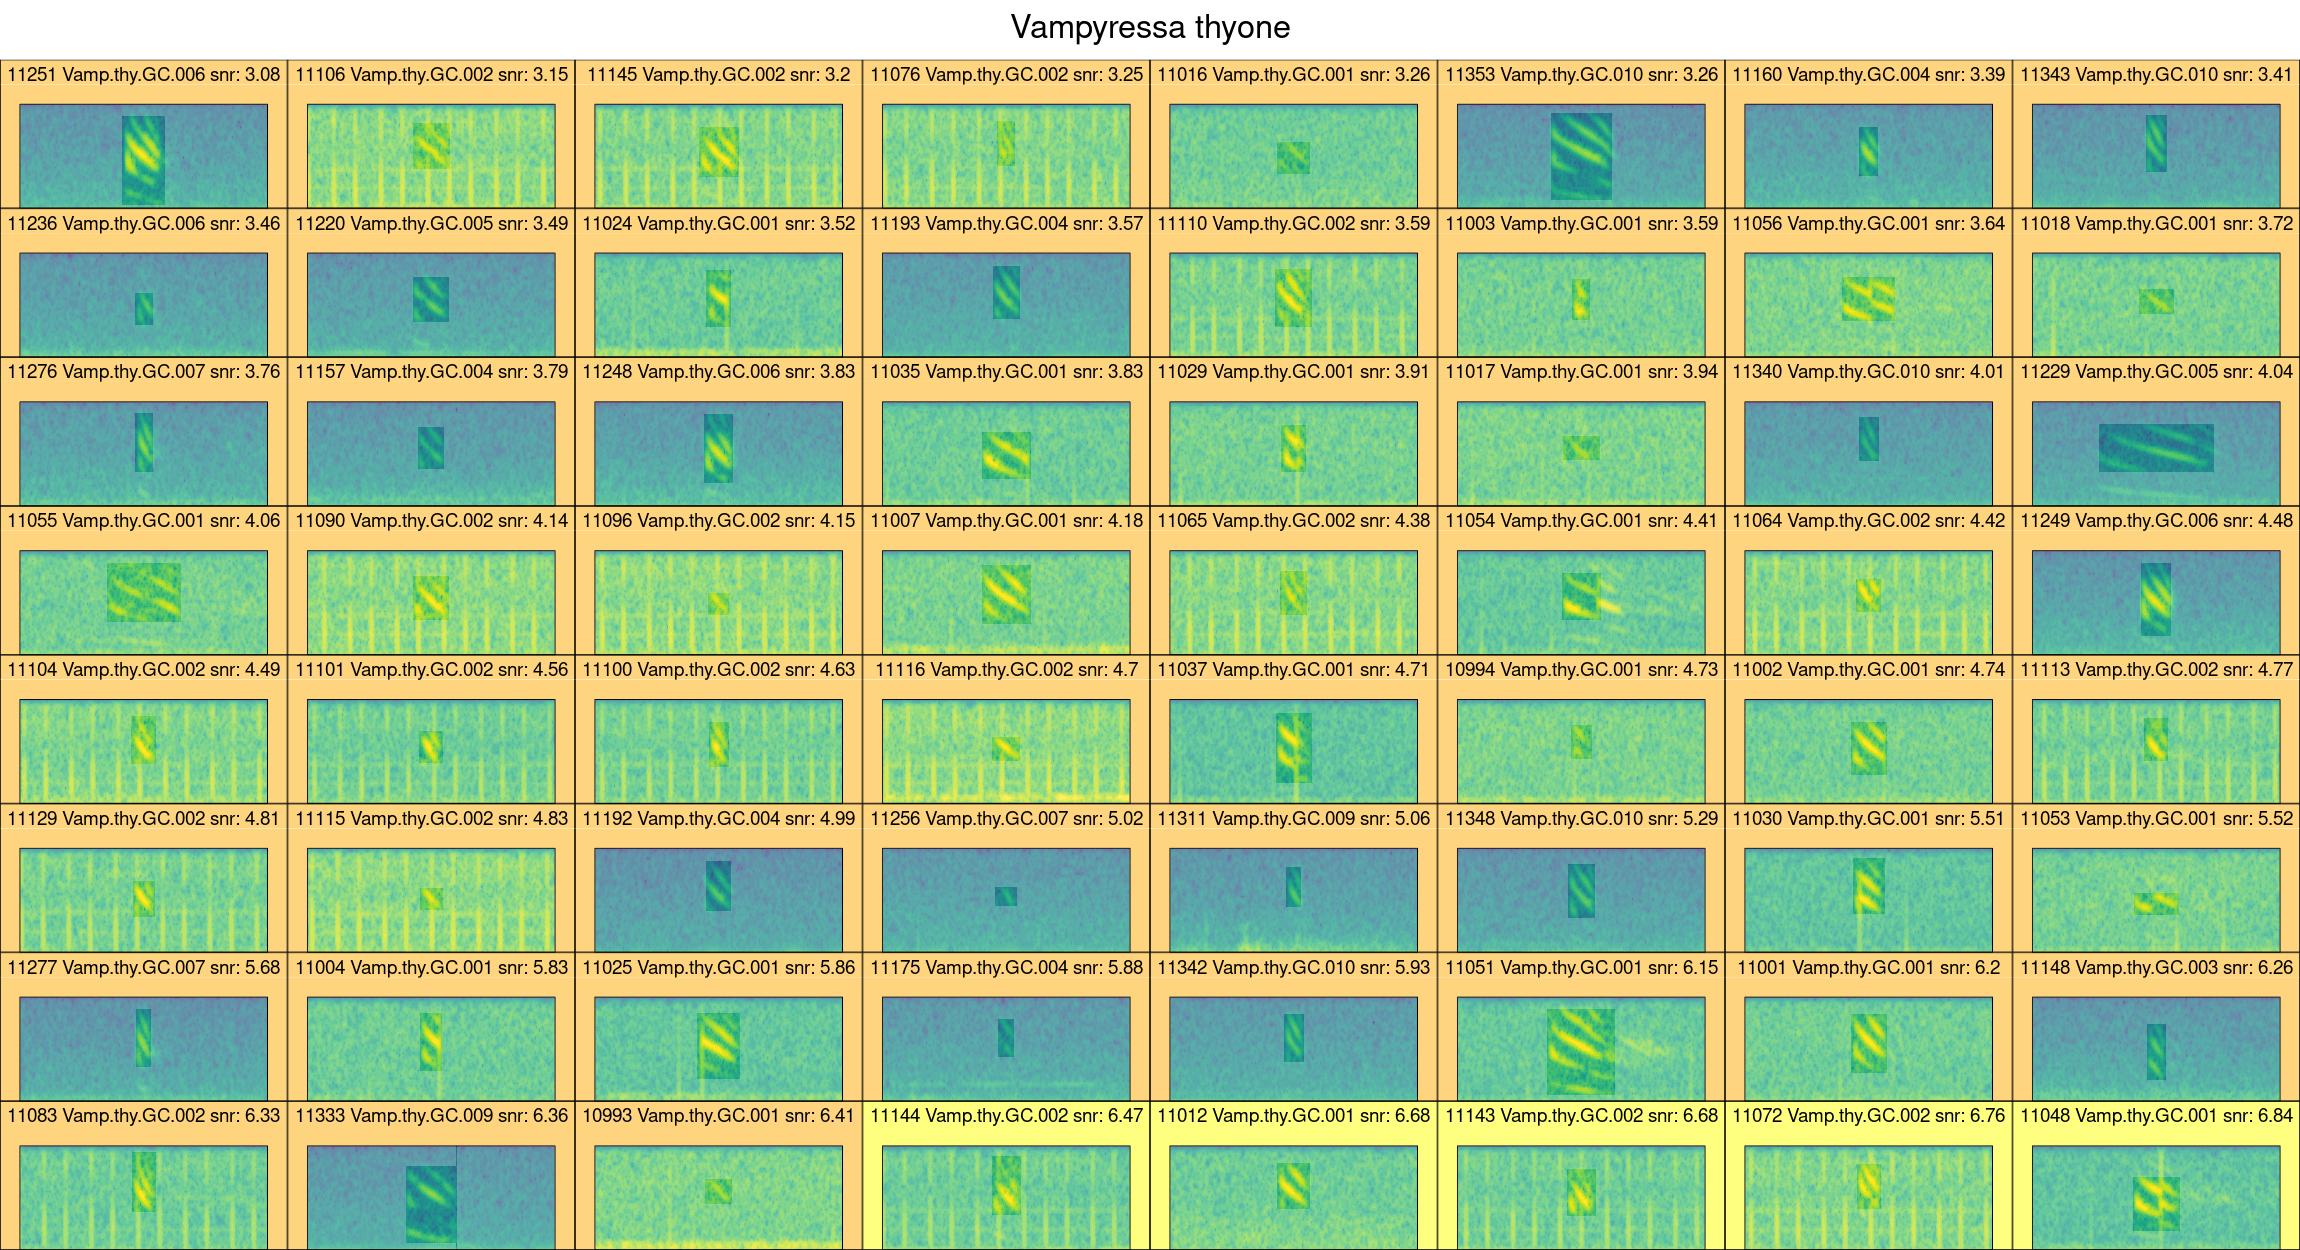 Vampyressa thyone
11251 Vamp.thy.GC.006 snr: 3.08
11106 Vamp.thy.GC.002 snr: 3.15
11145 Vamp.thy.GC.002 snr: 3.2
11076 Vamp.thy.GC.002 snr: 3.25
11016 Vamp.thy.GC.001 snr: 3.26
11353 Vamp.thy.GC.010 snr: 3.26
11160 Vamp.thy.GC.004 snr: 3.39
11343 Vamp.thy.GC.010 snr: 3.41
11236 Vamp.thy.GC.006 snr: 3.46
11220 Vamp.thy.GC.005 snr: 3.49
11024 Vamp.thy.GC.001 snr: 3.52
11193 Vamp.thy.GC.004 snr: 3.57
11110 Vamp.thy.GC.002 snr: 3.59
11003 Vamp.thy.GC.001 snr: 3.59
11056 Vamp.thy.GC.001 snr: 3.64
11018 Vamp.thy.GC.001 snr: 3.72
11276 Vamp.thy.GC.007 snr: 3.76
11157 Vamp.thy.GC.004 snr: 3.79
11248 Vamp.thy.GC.006 snr: 3.83
11035 Vamp.thy.GC.001 snr: 3.83
11029 Vamp.thy.GC.001 snr: 3.91
11017 Vamp.thy.GC.001 snr: 3.94
11340 Vamp.thy.GC.010 snr: 4.01
11229 Vamp.thy.GC.005 snr: 4.04
11055 Vamp.thy.GC.001 snr: 4.06
11090 Vamp.thy.GC.002 snr: 4.14
11096 Vamp.thy.GC.002 snr: 4.15
11007 Vamp.thy.GC.001 snr: 4.18
11065 Vamp.thy.GC.002 snr: 4.38
11054 Vamp.thy.GC.001 snr: 4.41
11064 Vamp.thy.GC.002 snr: 4.42
11249 Vamp.thy.GC.006 snr: 4.48
11104 Vamp.thy.GC.002 snr: 4.49
11101 Vamp.thy.GC.002 snr: 4.56
11100 Vamp.thy.GC.002 snr: 4.63
11116 Vamp.thy.GC.002 snr: 4.7
11037 Vamp.thy.GC.001 snr: 4.71
10994 Vamp.thy.GC.001 snr: 4.73
11002 Vamp.thy.GC.001 snr: 4.74
11113 Vamp.thy.GC.002 snr: 4.77
11129 Vamp.thy.GC.002 snr: 4.81
11115 Vamp.thy.GC.002 snr: 4.83
11192 Vamp.thy.GC.004 snr: 4.99
11256 Vamp.thy.GC.007 snr: 5.02
11311 Vamp.thy.GC.009 snr: 5.06
11348 Vamp.thy.GC.010 snr: 5.29
11030 Vamp.thy.GC.001 snr: 5.51
11053 Vamp.thy.GC.001 snr: 5.52
11277 Vamp.thy.GC.007 snr: 5.68
11004 Vamp.thy.GC.001 snr: 5.83
11025 Vamp.thy.GC.001 snr: 5.86
11175 Vamp.thy.GC.004 snr: 5.88
11342 Vamp.thy.GC.010 snr: 5.93
11051 Vamp.thy.GC.001 snr: 6.15
11001 Vamp.thy.GC.001 snr: 6.2
11148 Vamp.thy.GC.003 snr: 6.26
11083 Vamp.thy.GC.002 snr: 6.33
11333 Vamp.thy.GC.009 snr: 6.36
10993 Vamp.thy.GC.001 snr: 6.41
11144 Vamp.thy.GC.002 snr: 6.47
11012 Vamp.thy.GC.001 snr: 6.68
11143 Vamp.thy.GC.002 snr: 6.68
11072 Vamp.thy.GC.002 snr: 6.76
11048 Vamp.thy.GC.001 snr: 6.84